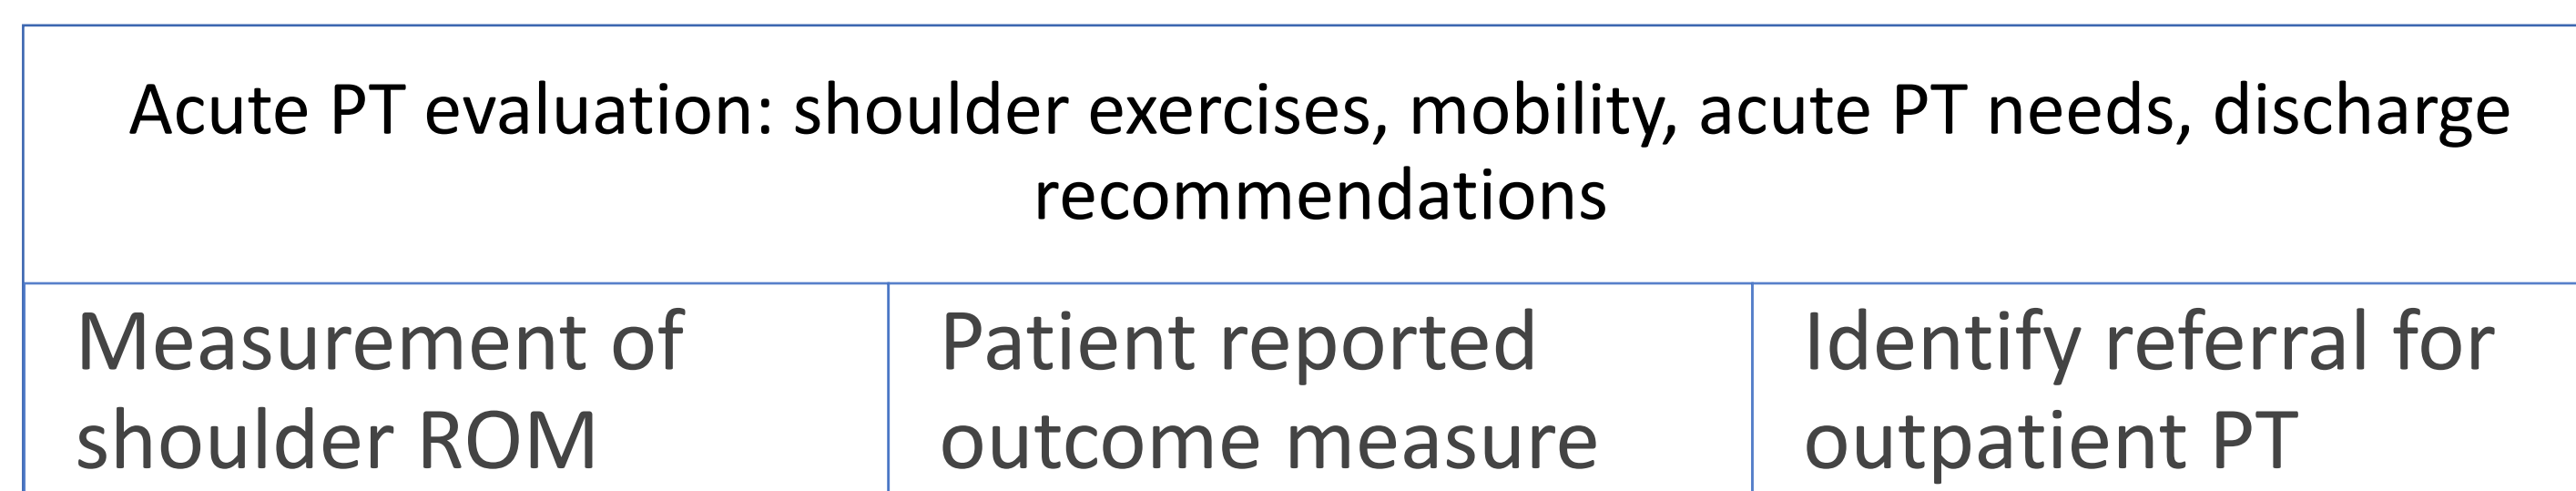 Acute PT evaluation: shoulder exercises, mobility, acute PT needs, discharge
recommendations
Measurement of
shoulder ROM
Patient reported
outcome measure
Identify referral for
outpatient PT